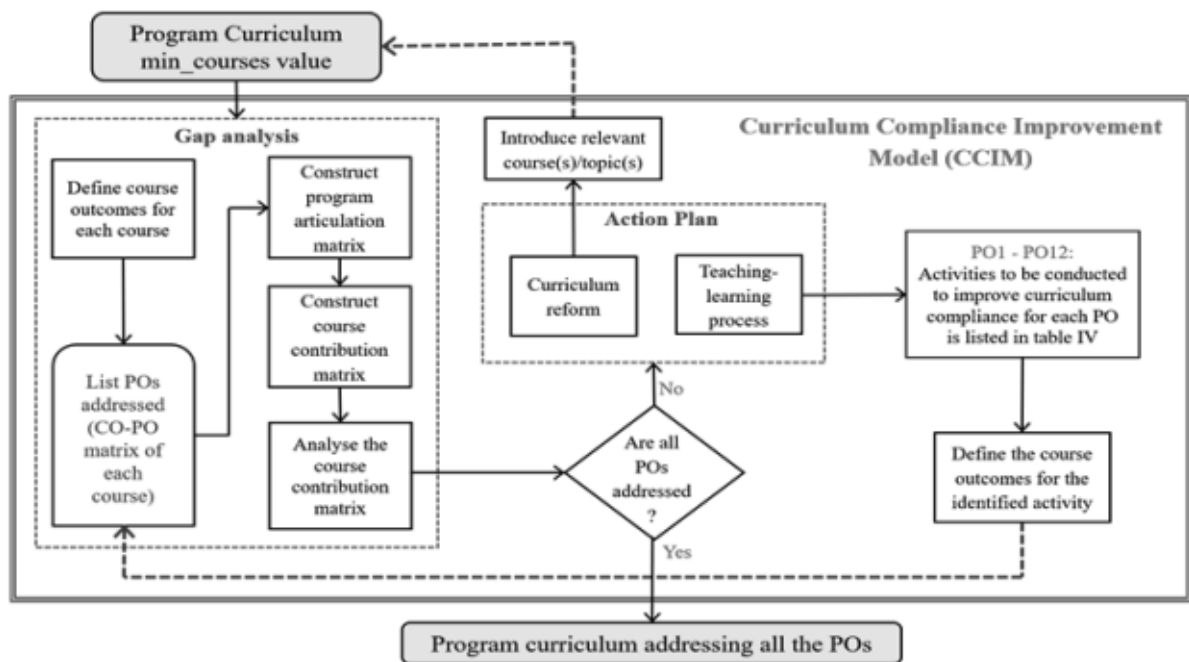 Program Curriculum
min_courses value
Curriculum Compliance Improvement
Model (CCIM)
Gap analysis
Define course
outcomes for
each course
List POs
addressed
(CO-PO
matrix of
each
course)
Construct
program
articulation
matrix
Construct
course
contribution
matrix
Analyse the
course
contribution
matrix
Introduce relevant
course(s)/topic(s)
Action Plan
Curriculum
reform
Teaching-
learning
process
PO1 - PO12:
Activities to be conducted
to improve curriculum
compliance for each PO
is listed in table IV
No
Are all
POs
addressed
?
Yes
Define the course
outcomes for the
identified activity
Program curriculum addressing all the POs